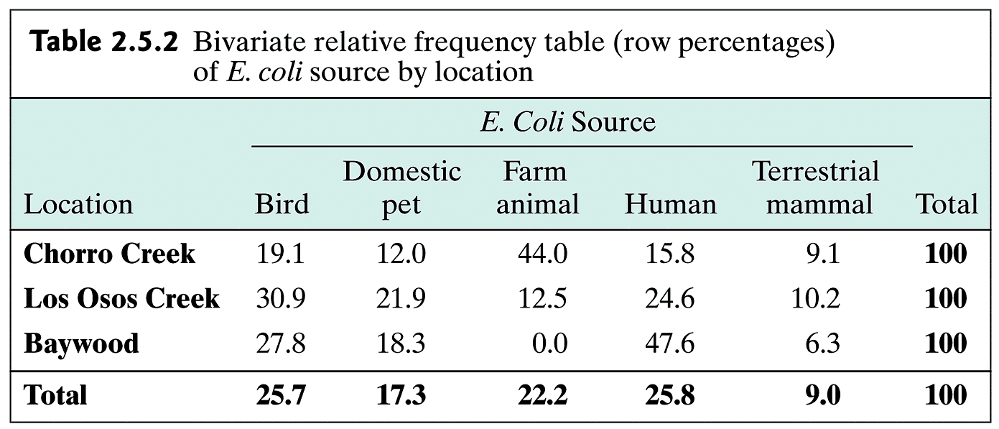 Table 2.5.2 Bivariate relative frequency table (row percentages)
of E. coli source by location
E. Coli Source
Location Bird Domestic pet Farm animal Human Terrestrial mammal Total
Chorro Creek 19.1 12.0 44.0 15.8 9.1 100
Los Osos Creek 30.9 21.9 12.5 24.6 10.2 100
Baywood 27.8 18.3 0.0 47.6 6.3 100
Total 25.7 17.3 22.2 25.8 9.0 100